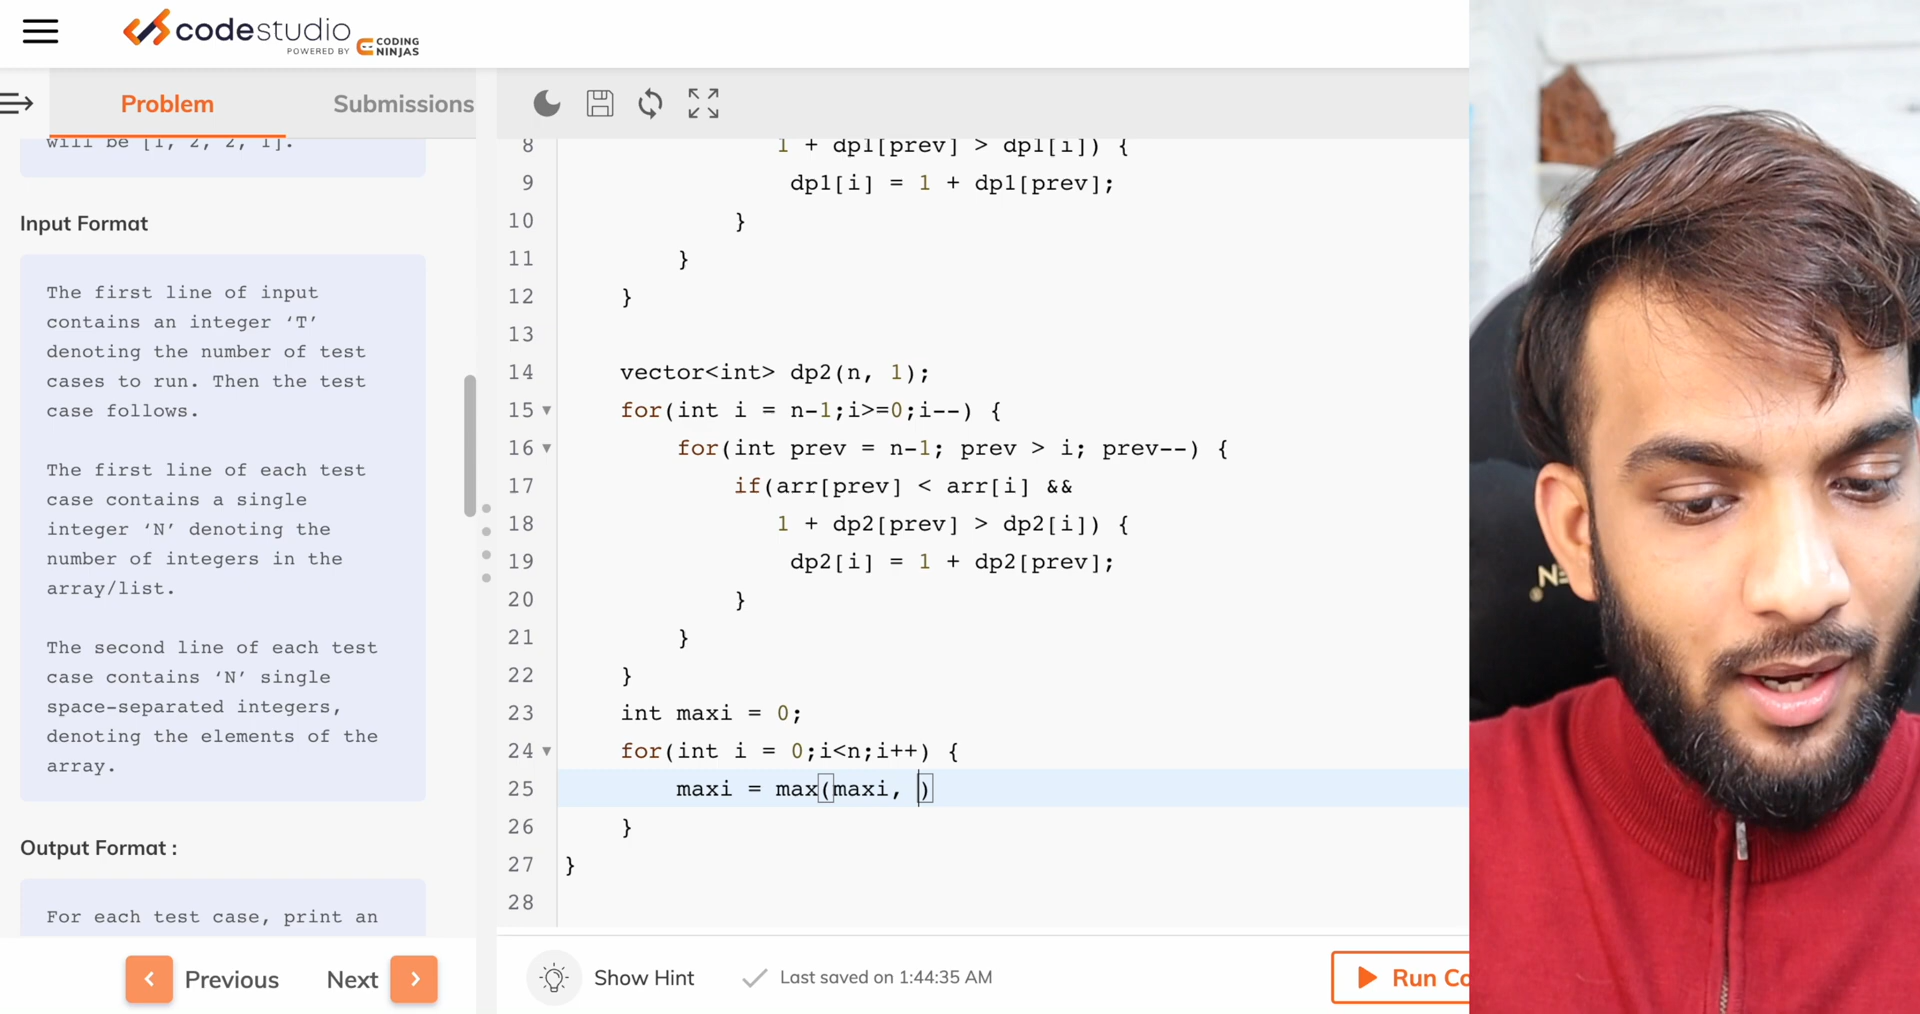 codestudio
POWERED BY CODING NINJAS
Problem
Submissions
will be [1, 2, 2, 1].
Input Format
The first line of input
contains an integer ‘T’
denoting the number of test
cases to run. Then the test
case follows.
The first line of each test
case contains a single
integer ‘N’ denoting the
number of integers in the
array/list.
The second line of each test
case contains ‘N’ single
space-separated integers,
denoting the elements of the
array.
Output Format :
For each test case, print an
Previous
Next
8 1 + dp1[prev] > dp1[i]) {
9 dp1[i] = 1 + dp1[prev];
10 }
11 }
12 }
13
14 vector<int> dp2(n, 1);
15 for(int i = n-1;i>=0;i--) {
16 for(int prev = n-1; prev > i; prev--) {
17 if(arr[prev] < arr[i] &&
18 1 + dp2[prev] > dp2[i]) {
19 dp2[i] = 1 + dp2[prev];
20 }
21 }
22 }
23 int maxi = 0;
24 for(int i = 0;i<n;i++) {
25 maxi = max(maxi, )
26 }
27 }
28
Show Hint
Last saved on 1:44:35 AM
Run Co